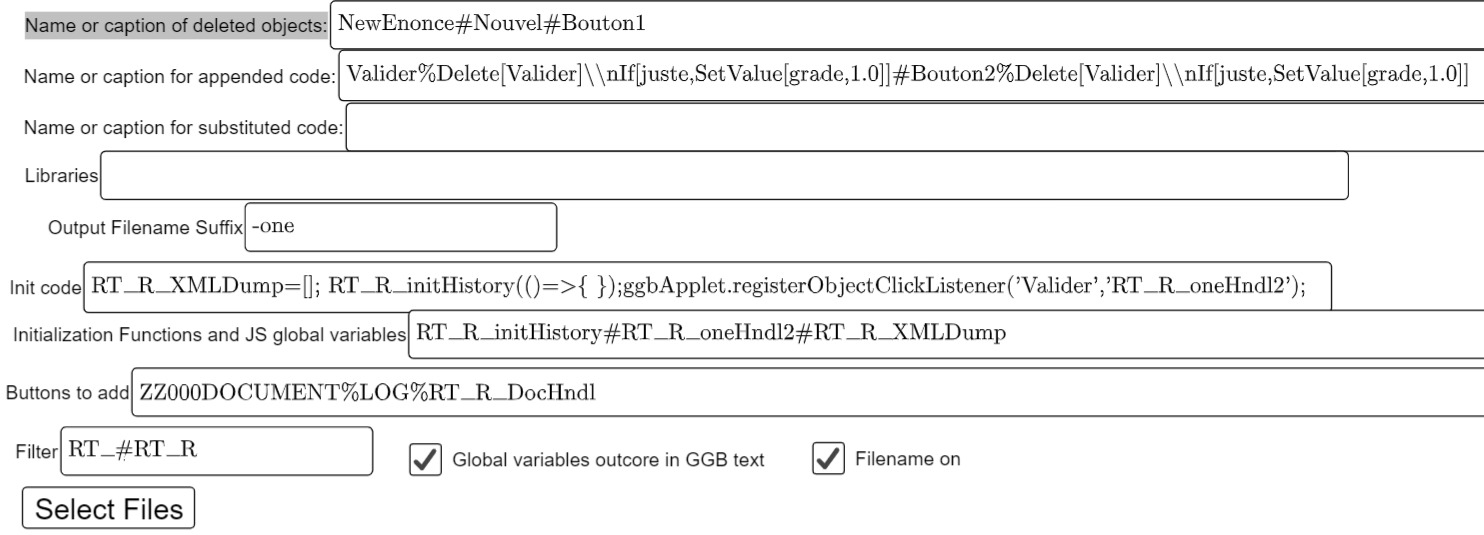 Name or caption of deleted objects: NewEnonce#Nouvel#Bouton1
Name or caption for appended code: Valider%Delete[Valider]\\nIf[juste,SetValue[grade,1.0]]#Bouton2%Delete[Valider]\\nIf[juste,SetValue[grade,1.0]]
Name or caption for substituted code:
Libraries
Output Filename Suffix -one
Init code RT_R_XMLDump=[]; RT_R_initHistory(()=>{ });ggbApplet.registerObjectClickListener('Valider','RT_R_oneHndl2');
Initialization Functions and JS global variables RT_R_initHistory#RT_R_oneHndl2#RT_R_XMLDump
Buttons to add ZZ000DOCUMENT%LOG%RT_R_DocHndl
Filter RT_#RT_R Global variables outcore in GGB text Filename on
Select Files